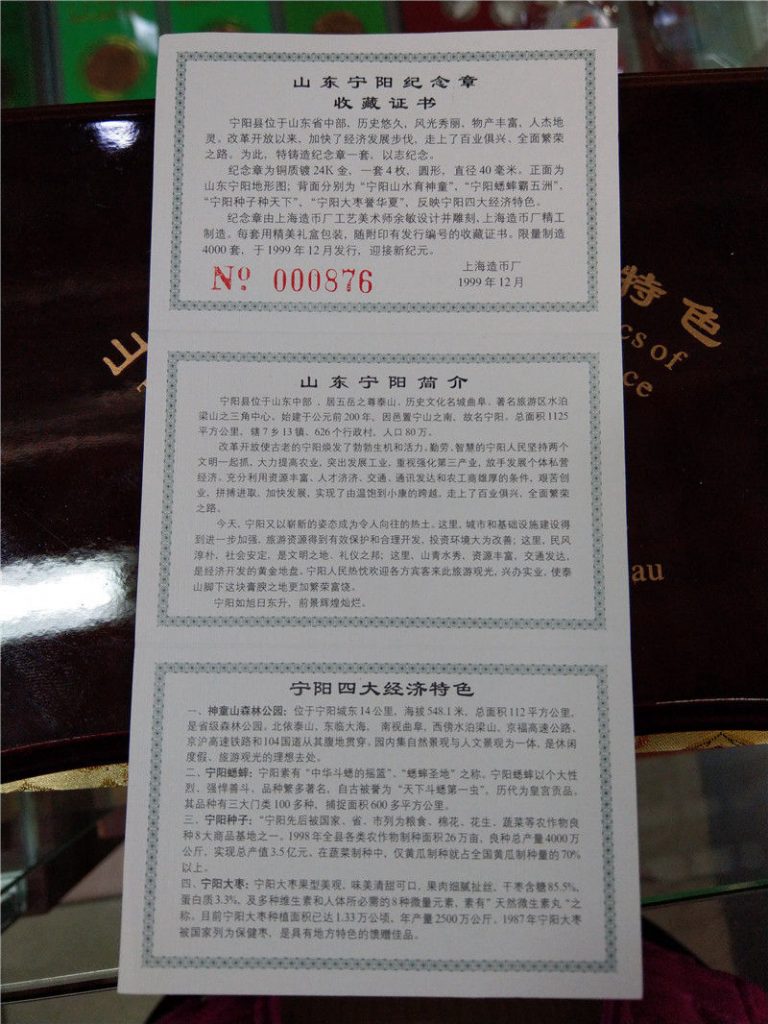 山东宁阳纪念章
收藏证书
宁阳县位于山东省中部、历史悠久，风光秀丽、物产丰富、人杰地
灵。改革开放以来、加快了经济发展步伐，走上了百业俱兴、全面繁荣
之路。为此，特铸造纪念章一套、以志纪念。
纪念章为铜质镀24K金，一套4枚，圆形，直径40毫米。正面为
山东宁阳地形图；背面分别为“宁阳山水育神童”、“宁阳蟋蟀霸五洲”、
“宁阳种子种天下”、“宁阳大枣誉华夏”，反映宁阳四大经济特色。
纪念章由上海造币厂工艺美术师余敏设计并雕刻、上海造币厂精工
制造。每套用精美礼盒包装，随附印有发行编号的收藏证书。限量制造
4000套，于1999年12月发行，迎接新纪元。
上海造币厂
Nº 000876
1999年12月
山东宁阳简介
宁阳县位于山东中部、居五岳之尊泰山、历史文化名城曲阜、著名旅游区水泊
梁山之三角中心。始建于公元前200年，因邑置宁山之南，故名宁阳。总面积1125
平方公里，辖7乡13镇、626个行政村，人口80万。
改革开放使古老的宁阳焕发了勃勃生机和活力。勤劳、智慧的宁阳人民坚持两个
文明一起抓，大力提高农业，突出发展工业，重视强化第三产业，放手发展个体私营
经济。充分利用资源丰富、人才济济、交通、通讯发达和农工商雄厚的条件，艰苦创
业，拼搏进取、加快发展，实现了由温饱到小康的跨越，走上了百业俱兴、全面繁荣
之路。
今天，宁阳又以崭新的姿态成为令人向往的热土。这里，城市和基础设施建设得
到进一步加强，旅游资源得到有效保护和合理开发，投资环境大为改善；这里，民风
淳朴、社会安定，是文明之地、礼仪之邦；这里，山青水秀、资源丰富、交通发达，
是经济开发的黄金地盘。宁阳人民热忱欢迎各方宾客来此旅游观光，兴办实业，使泰
山脚下这块膏腴之地更加繁荣富饶。
宁阳如旭日东升，前景辉煌灿烂。
宁阳四大经济特色
一、神童山森林公园：位于宁阳城东14公里，海拔548.1米，总面积112平方公里，
是省级森林公园。北依泰山、东临大海、南视曲阜、西傍水泊梁山、京福高速公路、
京沪高速铁路和104国道从其腹地贯穿。园内集自然景观与人文景观为一体，是休闲
度假、旅游观光的理想去处。
二、宁阳蟋蟀：宁阳素有“中华斗蟋的摇篮”、“蟋蟀圣地”之称。宁阳蟋蟀以个大性
烈、强悍善斗、品种繁多著名，自古被誉为“天下斗蟋第一虫”，历代为皇宫贡品。
其品种有三大门类100多种，捕捉面积600多平方公里。
三、宁阳种子：“宁阳先后被国家、省、市列为粮食、棉花、花生、蔬菜等农作物良
种8大商品基地之一。1998年全县各类农作物制种面积26万亩，良种总产量4000万
公斤，实现总产值3.5亿元。在蔬菜制种中，仅黄瓜制种就占全国黄瓜制种量的70%
以上。
四、宁阳大枣：宁阳大枣果型美观，味美清甜可口，果肉细腻扯丝，干枣含糖85.5%，
蛋白质3.3%，及多种维生素和人体所必需的8种微量元素，素有“天然微生素丸”之
称。目前宁阳大枣种植面积已达1.33万公顷，年产量2500万公斤。1987年宁阳大枣
被国家列为保健枣，是具有地方特色的馈赠佳品。
山
特色
cs of
ce
au